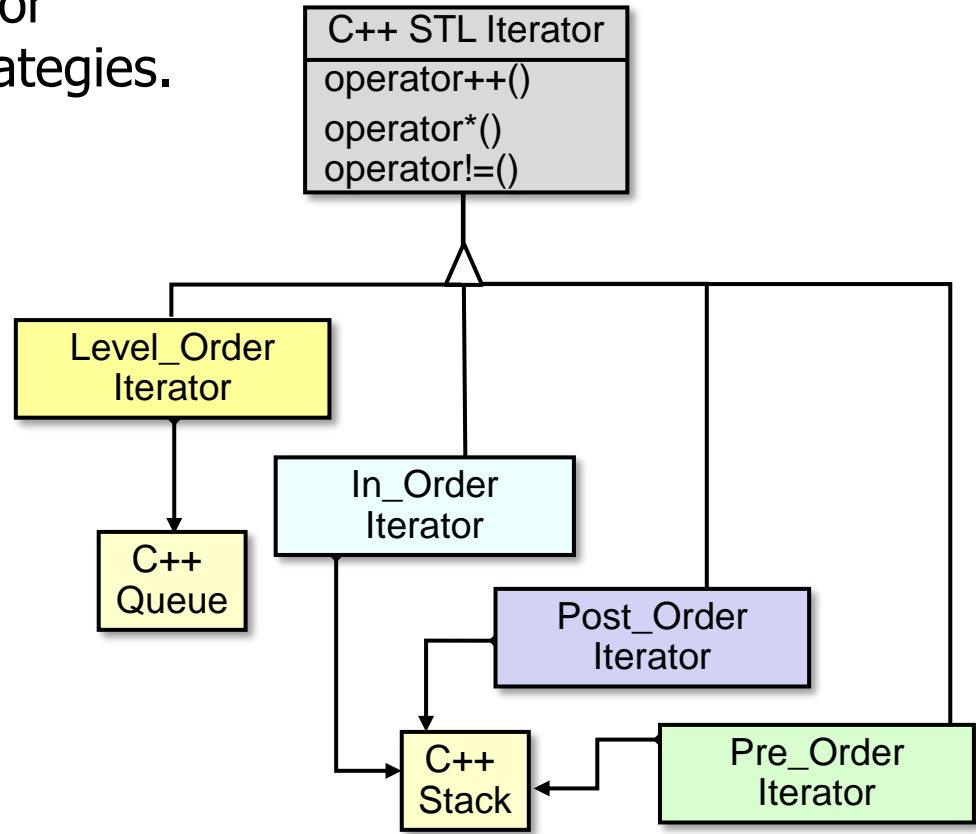 or
ategies.
C++ STL Iterator
operator++()
operator*()
operator!=()
Level_Order
Iterator
In_Order
Iterator
C++
Queue
Post_Order
Iterator
C++
Stack
Pre_Order
Iterator